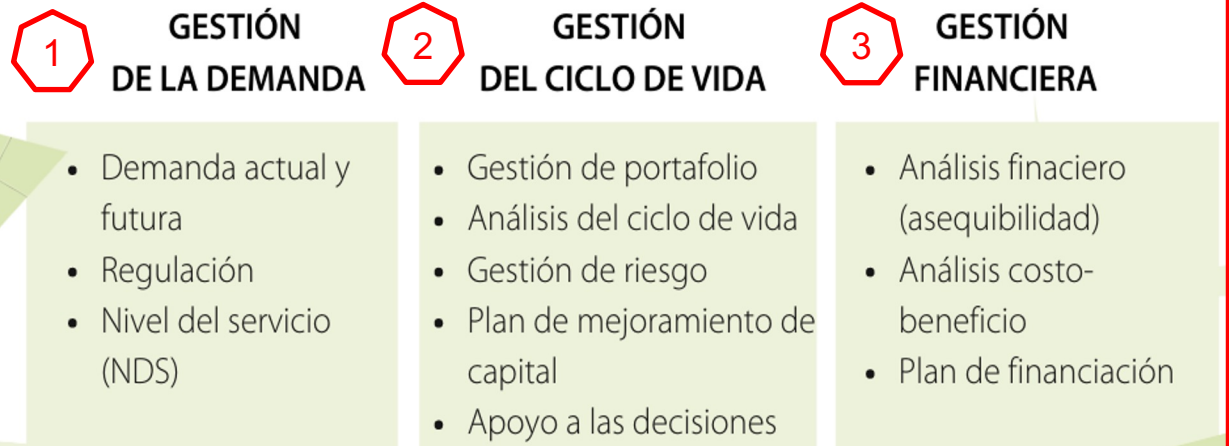 1
GESTIÓN
DE LA DEMANDA
• Demanda actual y
futura
• Regulación
• Nivel del servicio
(NDS)
2
GESTIÓN
DEL CICLO DE VIDA
• Gestión de portafolio
• Análisis del ciclo de vida
• Gestión de riesgo
• Plan de mejoramiento de
capital
• Apoyo a las decisiones
3
GESTIÓN
FINANCIERA
• Análisis finaciero
(asequibilidad)
• Análisis costo-
beneficio
• Plan de financiación